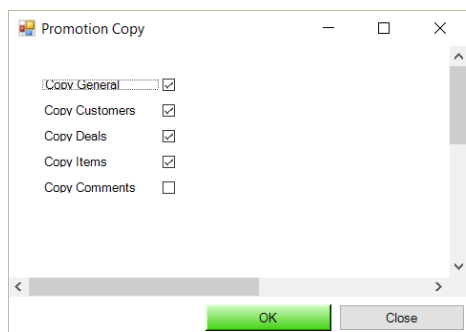 Promotion Copy
Copy General
Copy Customers
Copy Deals
Copy Items
Copy Comments
OK Close